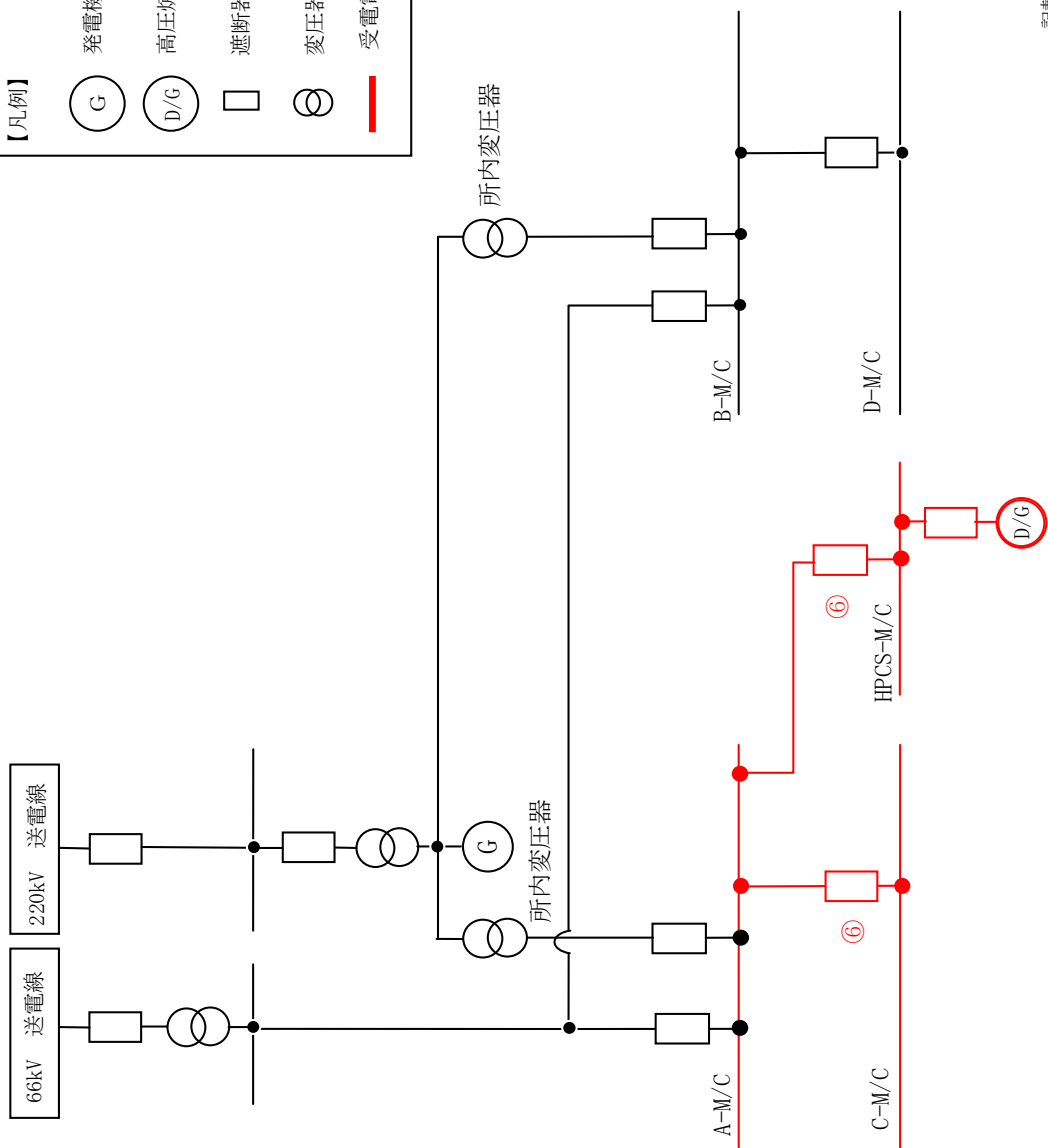 【凡例】
G 発電機
D/G 高圧炉
遮断器
変圧器
受電
220kV 送電線
66kV 送電線
所内変圧器
所内変圧器
G
B-M/C
D-M/C
A-M/C
C-M/C
HPCS-M/C
⑥
⑥
D/G